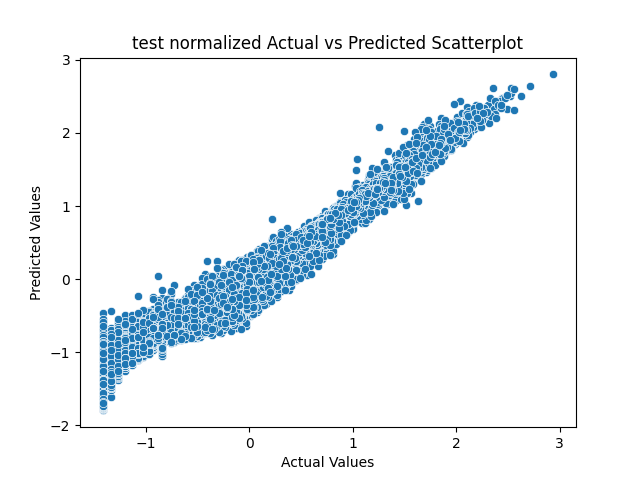 test normalized Actual vs Predicted Scatterplot
3
2
1
0
−1
−2
Predicted Values
−1 0 1 2 3
Actual Values